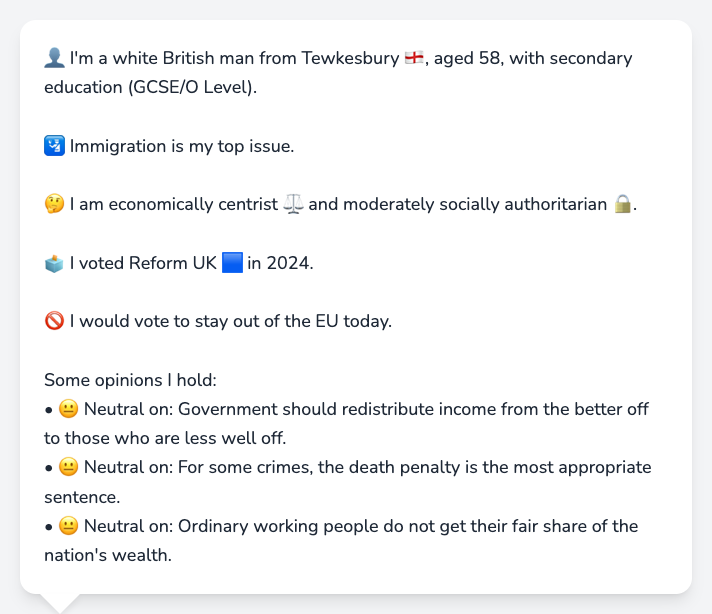 👤 I'm a white British man from Tewkesbury 🏴󠁧󠁢󠁥󠁮󠁧󠁿, aged 58, with secondary
education (GCSE/O Level).
🛂 Immigration is my top issue.
🤔 I am economically centrist ⚖️ and moderately socially authoritarian 🔒.
🗳️ I voted Reform UK 🟦 in 2024.
🚫 I would vote to stay out of the EU today.
Some opinions I hold:
• 😐 Neutral on: Government should redistribute income from the better off
to those who are less well off.
• 😐 Neutral on: For some crimes, the death penalty is the most appropriate
sentence.
• 😐 Neutral on: Ordinary working people do not get their fair share of the
nation's wealth.